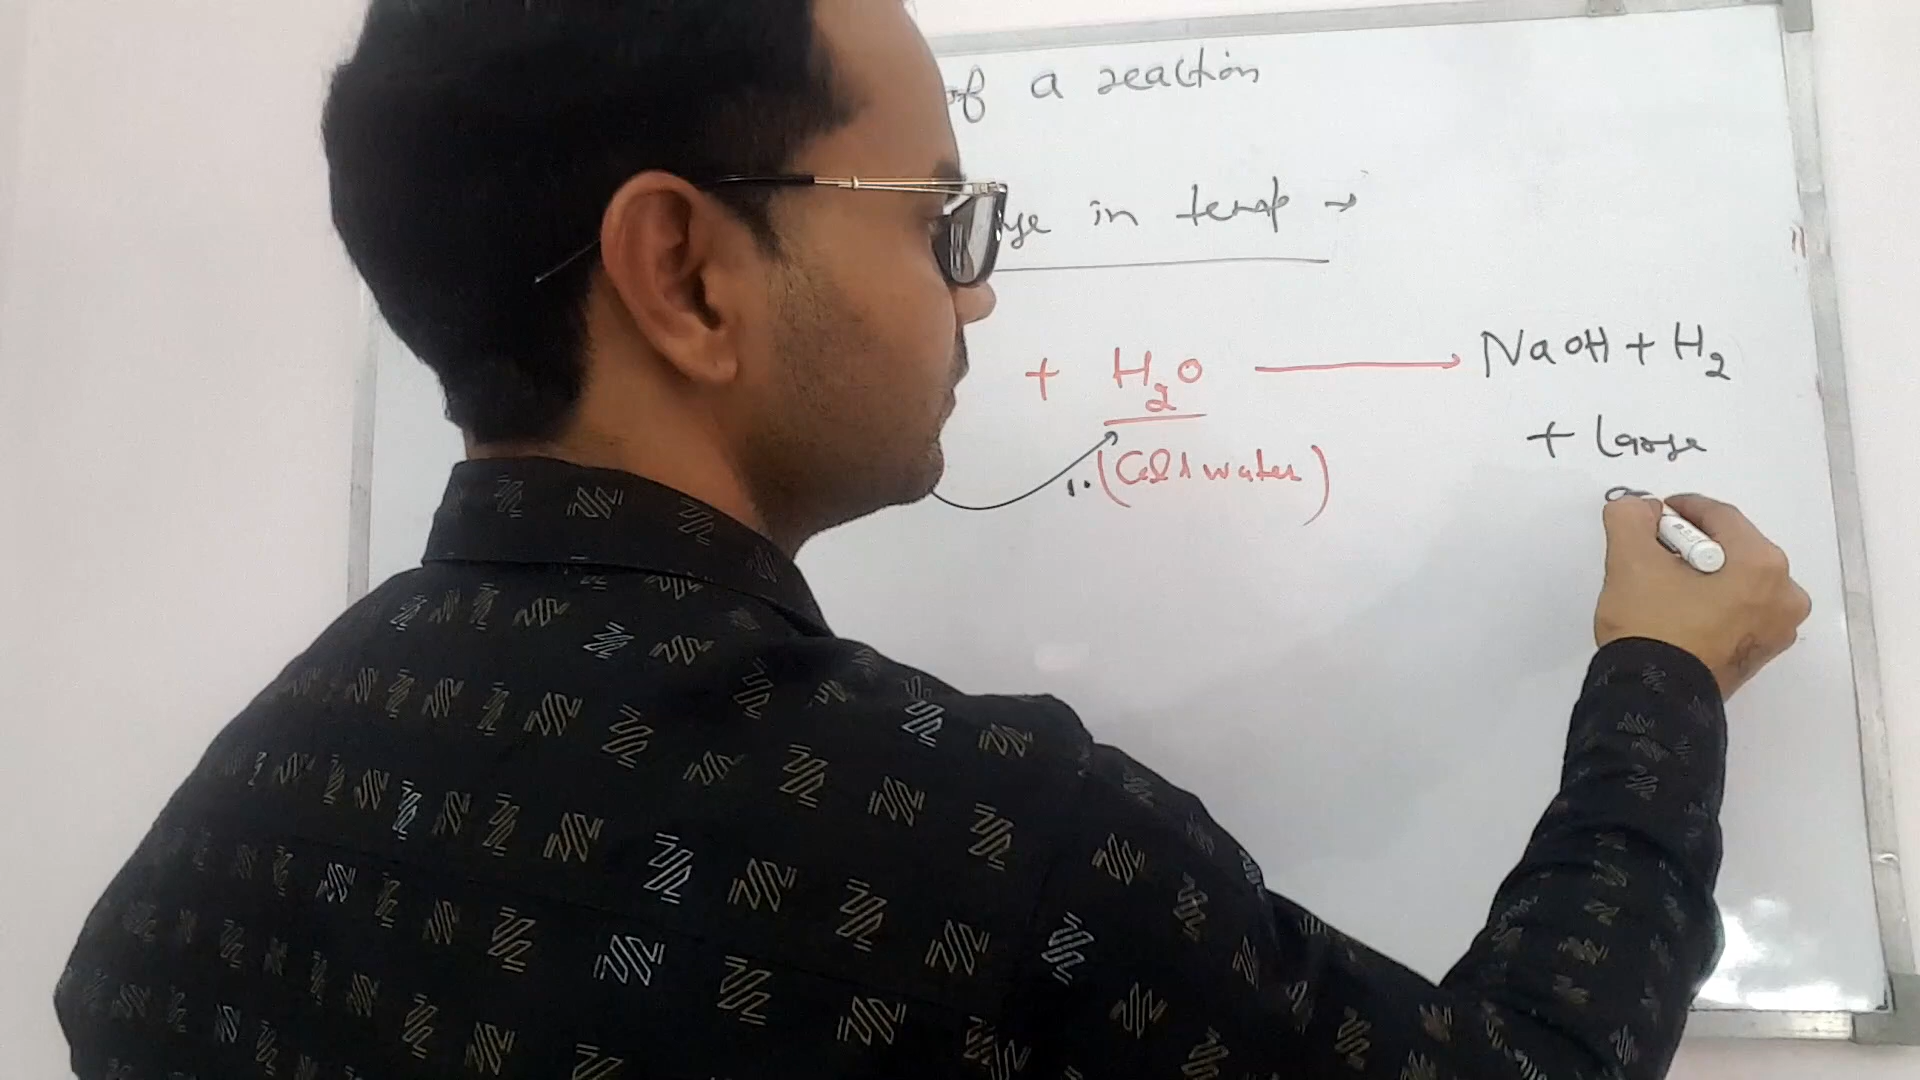 of a reaction
in temp →
+ H2O → NaOH + H2
+ Large
1. (Cold water)